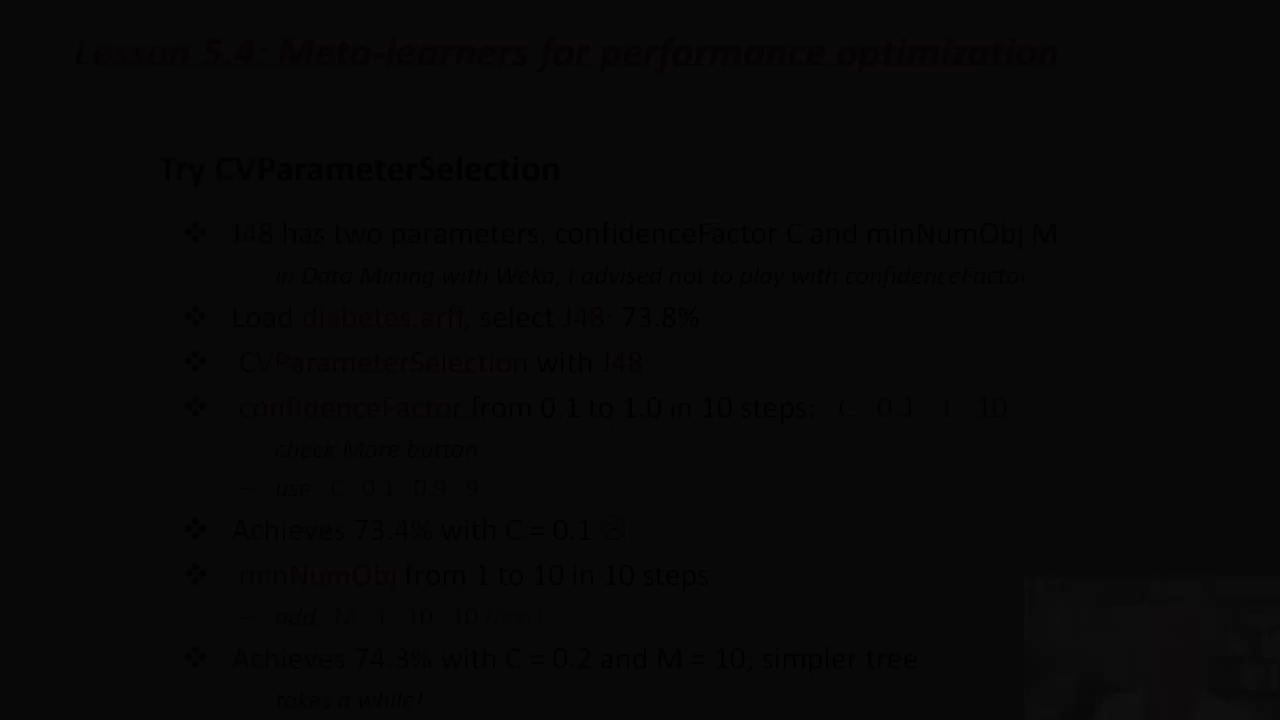 Lesson 5.4: Meta-learners for performance optimization
Try CVParameterSelection
❖ J48 has two parameters, confidenceFactor C and minNumObj M
in Data Mining with Weka, I advised not to play with confidenceFactor
❖ Load diabetes.arff, select J48: 73.8%
❖ CVParameterSelection with J48
❖ confidenceFactor from 0.1 to 1.0 in 10 steps: C 0.1 1 10
check More button
– use C 0.1 0.9 9
❖ Achieves 73.4% with C = 0.1 ☹
❖ minNumObj from 1 to 10 in 10 steps
– add M 1 10 10
❖ Achieves 74.3% with C = 0.2 and M = 10; simpler tree
takes a while!